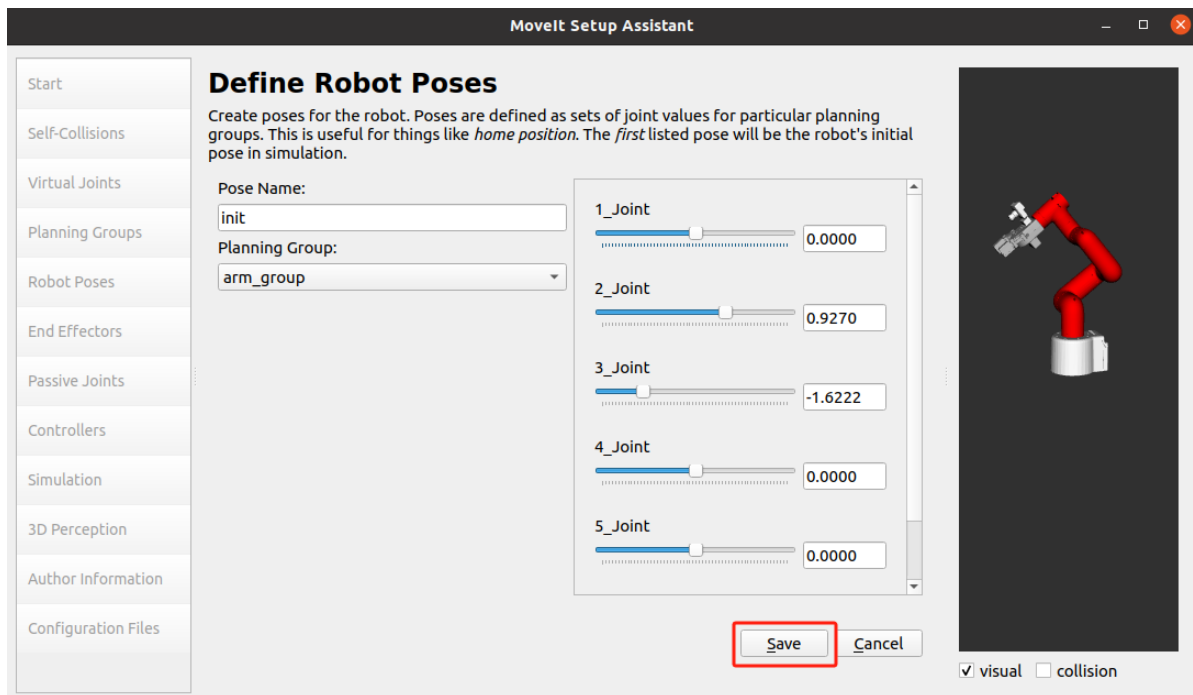 MoveIt Setup Assistant
Start
Self-Collisions
Virtual Joints
Planning Groups
Robot Poses
End Effectors
Passive Joints
Controllers
Simulation
3D Perception
Author Information
Configuration Files
Define Robot Poses
Create poses for the robot. Poses are defined as sets of joint values for particular planning
groups. This is useful for things like home position. The first listed pose will be the robot's initial
pose in simulation.
Pose Name:
init
Planning Group:
arm_group
1_Joint
0.0000
2_Joint
0.9270
3_Joint
-1.6222
4_Joint
0.0000
5_Joint
0.0000
Save
Cancel
visual
collision